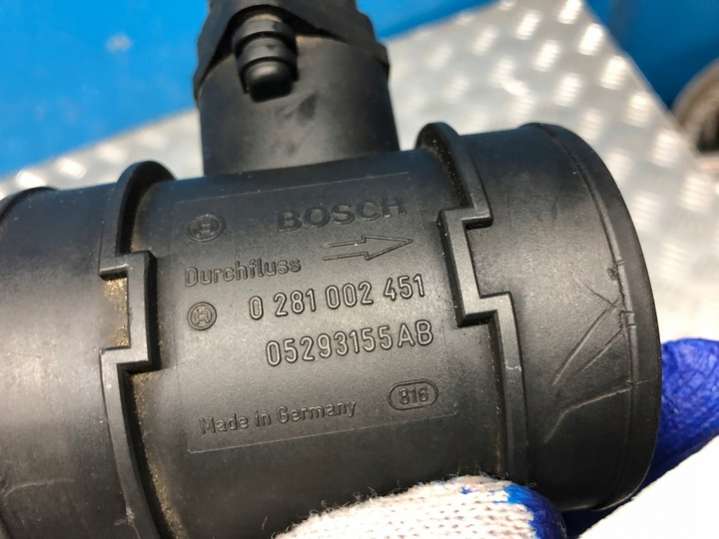 BOSCH
Durchfluss
0 281 002 451
05293155AB
Made in Germany
816